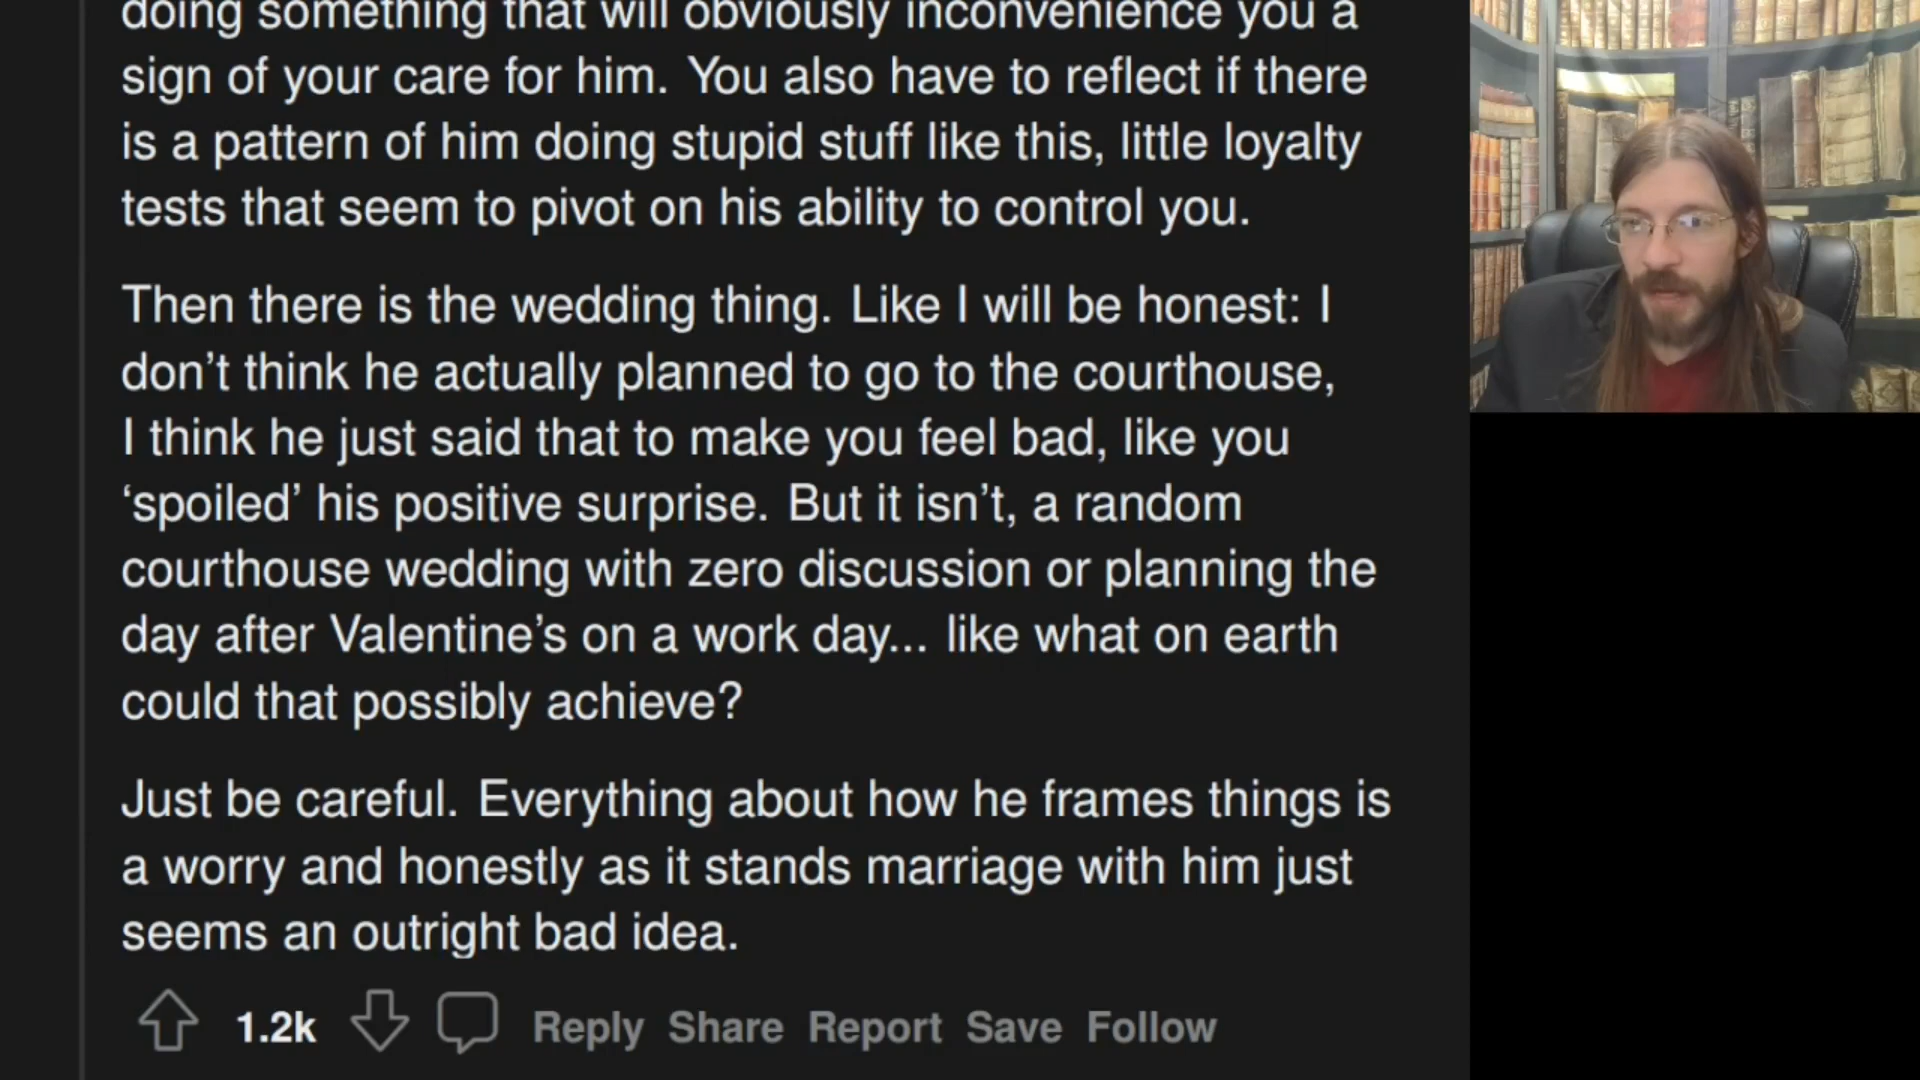 doing something that will obviously inconvenience you a
sign of your care for him. You also have to reflect if there
is a pattern of him doing stupid stuff like this, little loyalty
tests that seem to pivot on his ability to control you.
Then there is the wedding thing. Like I will be honest: I
don’t think he actually planned to go to the courthouse,
I think he just said that to make you feel bad, like you
‘spoiled’ his positive surprise. But it isn’t, a random
courthouse wedding with zero discussion or planning the
day after Valentine’s on a work day... like what on earth
could that possibly achieve?
Just be careful. Everything about how he frames things is
a worry and honestly as it stands marriage with him just
seems an outright bad idea.
1.2k Reply Share Report Save Follow